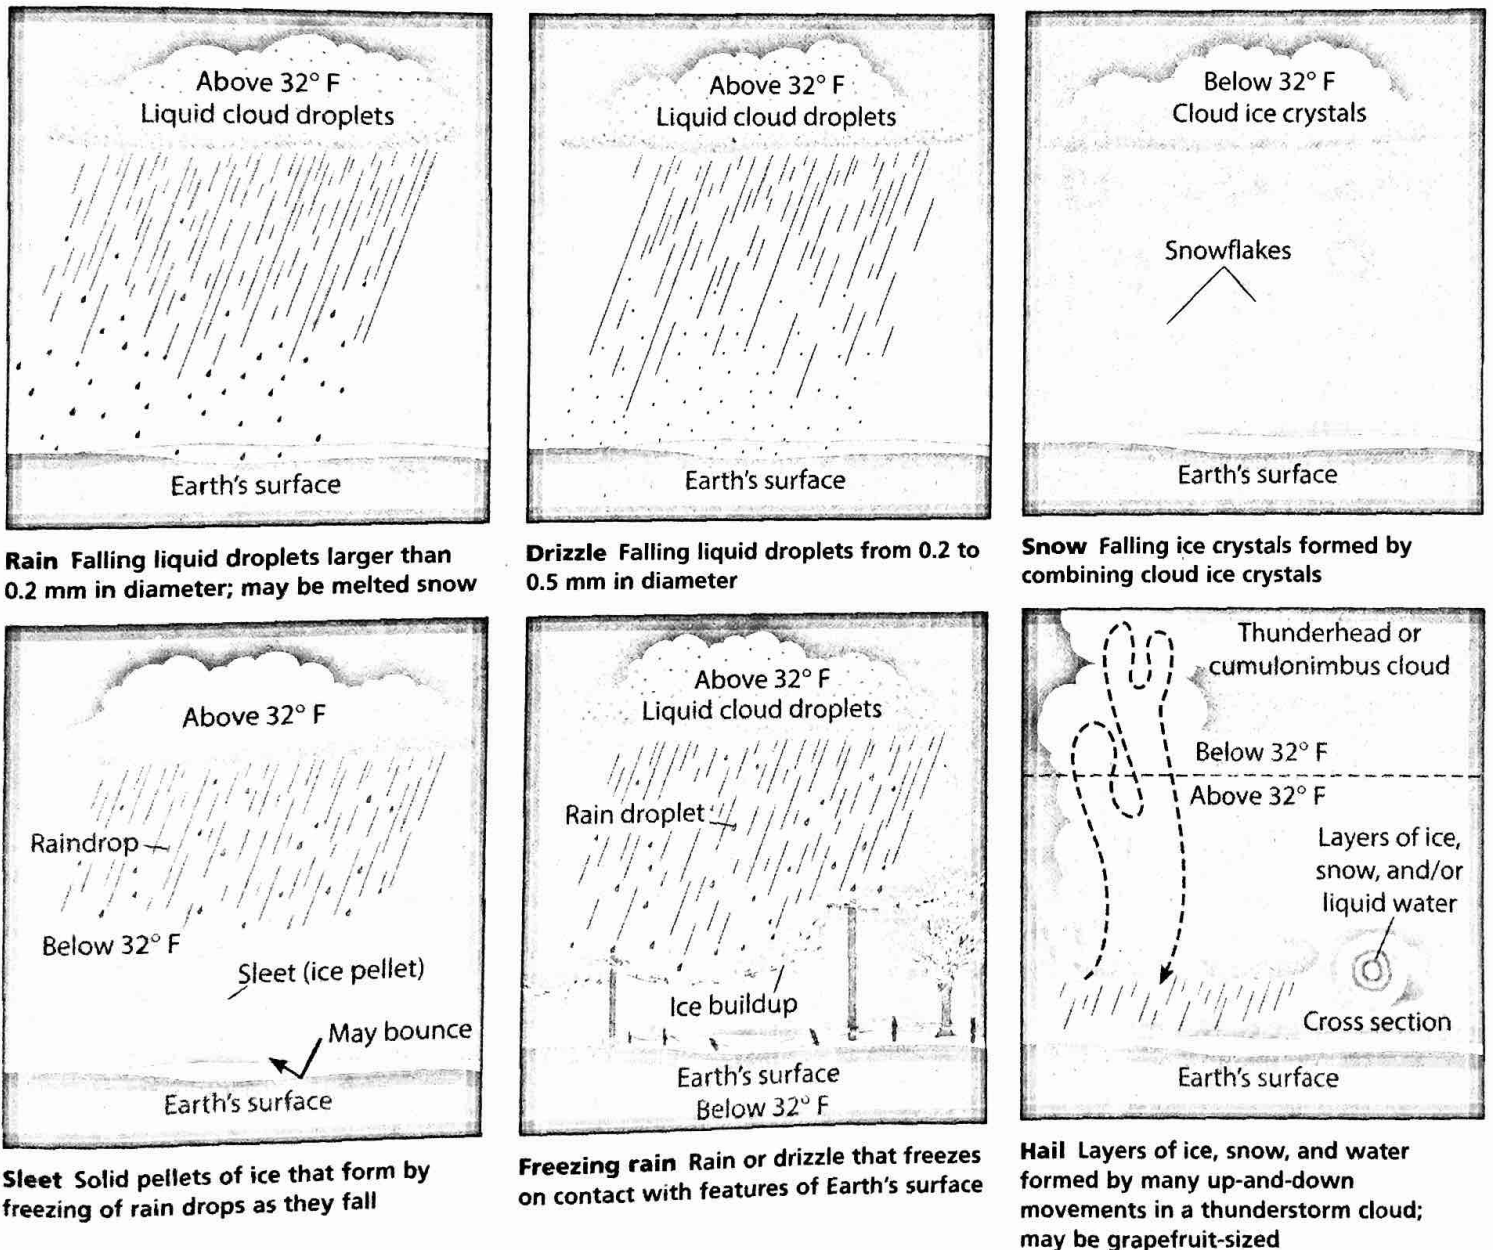 Above 32° F
Liquid cloud droplets
Earth's surface
Rain Falling liquid droplets larger than
0.2 mm in diameter; may be melted snow
Above 32° F
Liquid cloud droplets
Earth's surface
Drizzle Falling liquid droplets from 0.2 to
0.5 mm in diameter
Below 32° F
Cloud ice crystals
Snowflakes
Earth's surface
Snow Falling ice crystals formed by
combining cloud ice crystals
Above 32° F
Raindrop
Below 32° F
Sleet (ice pellet)
May bounce
Earth's surface
Sleet Solid pellets of ice that form by
freezing of rain drops as they fall
Above 32° F
Liquid cloud droplets
Rain droplet
Ice buildup
Earth's surface
Below 32° F
Freezing rain Rain or drizzle that freezes
on contact with features of Earth's surface
Thunderhead or
cumulonimbus cloud
Below 32° F
Above 32° F
Layers of ice,
snow, and/or
liquid water
Cross section
Earth's surface
Hail Layers of ice, snow, and water
formed by many up-and-down
movements in a thunderstorm cloud;
may be grapefruit-sized